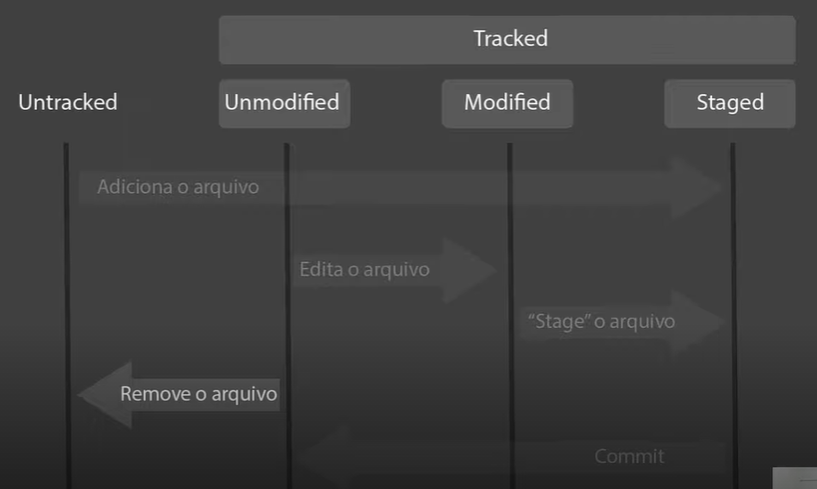 Tracked
Untracked
Unmodified
Modified
Staged
Adiciona o arquivo
Edita o arquivo
“Stage” o arquivo
Remove o arquivo
Commit